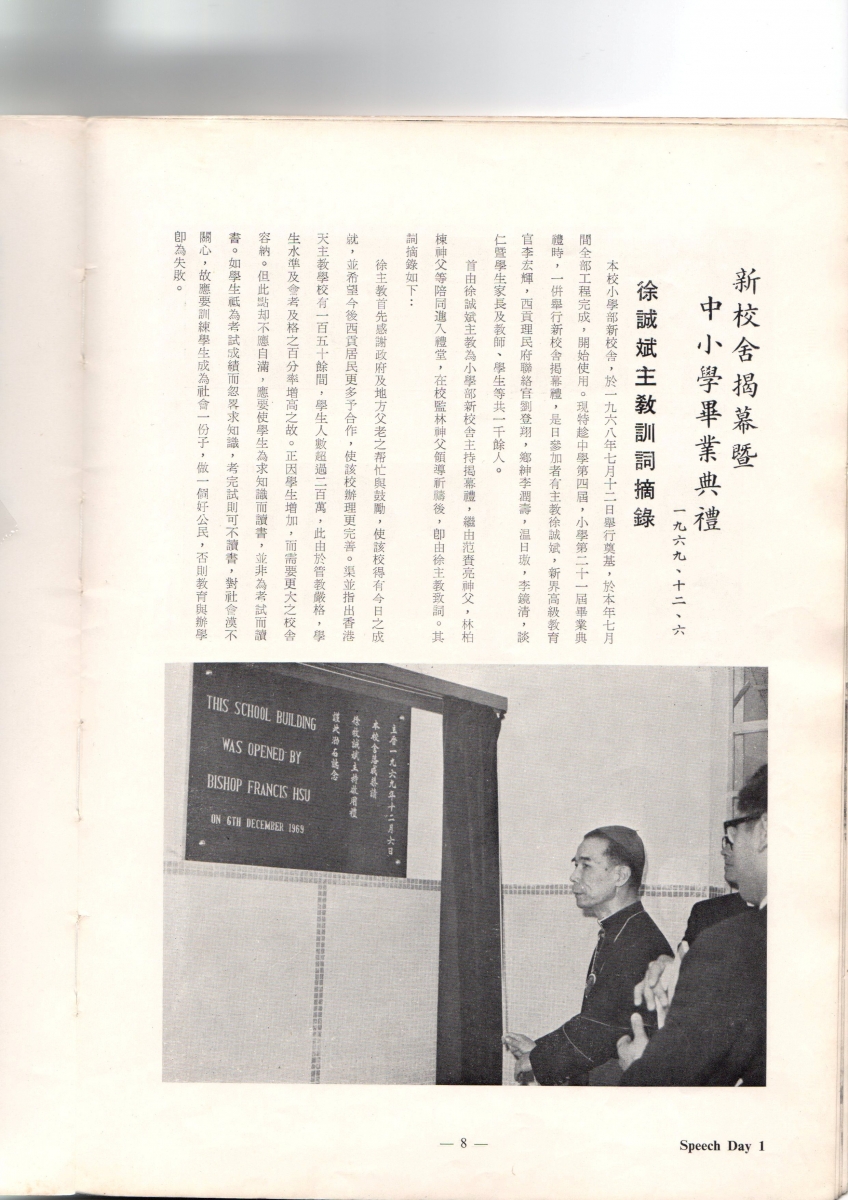 新校舍揭幕暨
中小學畢業典禮
一九六九、十二、六
徐誠斌主教訓詞摘錄
本校小學部新校舍，於一九六八年七月十二日舉行奠基，於本年七月
間全部工程完成，開始使用。現特趁中學第四屆，小學第二十一屆畢業典
禮時，一併舉行新校舍揭幕禮，是日參加者有主教徐誠斌，新界高級教育
官李宏輝，西貢理民府聯絡官劉登翔，鄉紳李潤壽，温日璈，李鏡清，談
仁暨學生家長及教師、學生等共一千餘人。
首由徐誠斌主教為小學部新校舍主持揭幕禮，繼由范賚亮神父，林柏
棟神父等陪同進入禮堂，在校監林神父領導祈禱後，卽由徐主教致詞。其
詞摘錄如下：
徐主教首先感謝政府及地方父老之帮忙與鼓勵，使該校得有今日之成
就，並希望今後西貢居民更多予合作，使該校辦理更完善。渠並指出香港
天主教學校有一百五十餘間，學生人數超過二百萬，此由於管教嚴格，學
生水準及會考及格之百分率增高之故。正因學生增加，而需要更大之校舍
容納。但此點却不應自滿，應要使學生為求知識而讀書，並非為考試而讀
書。如學生祗為考試成績而忽畧求知識，考完試則可不讀書，對社會漠不
關心，故應要訓練學生成為社會一份子，做一個好公民，否則教育與辦學
卽為失敗。
THIS SCHOOL BUILDING
WAS OPENED BY
BISHOP FRANCIS HSU
ON 6TH DECEMBER 1969
主曆一九六九年十二月六日
本校舍落成恭請
徐牧誠斌主持啟用禮
謹此泐石誌念
— 8 —
Speech Day 1